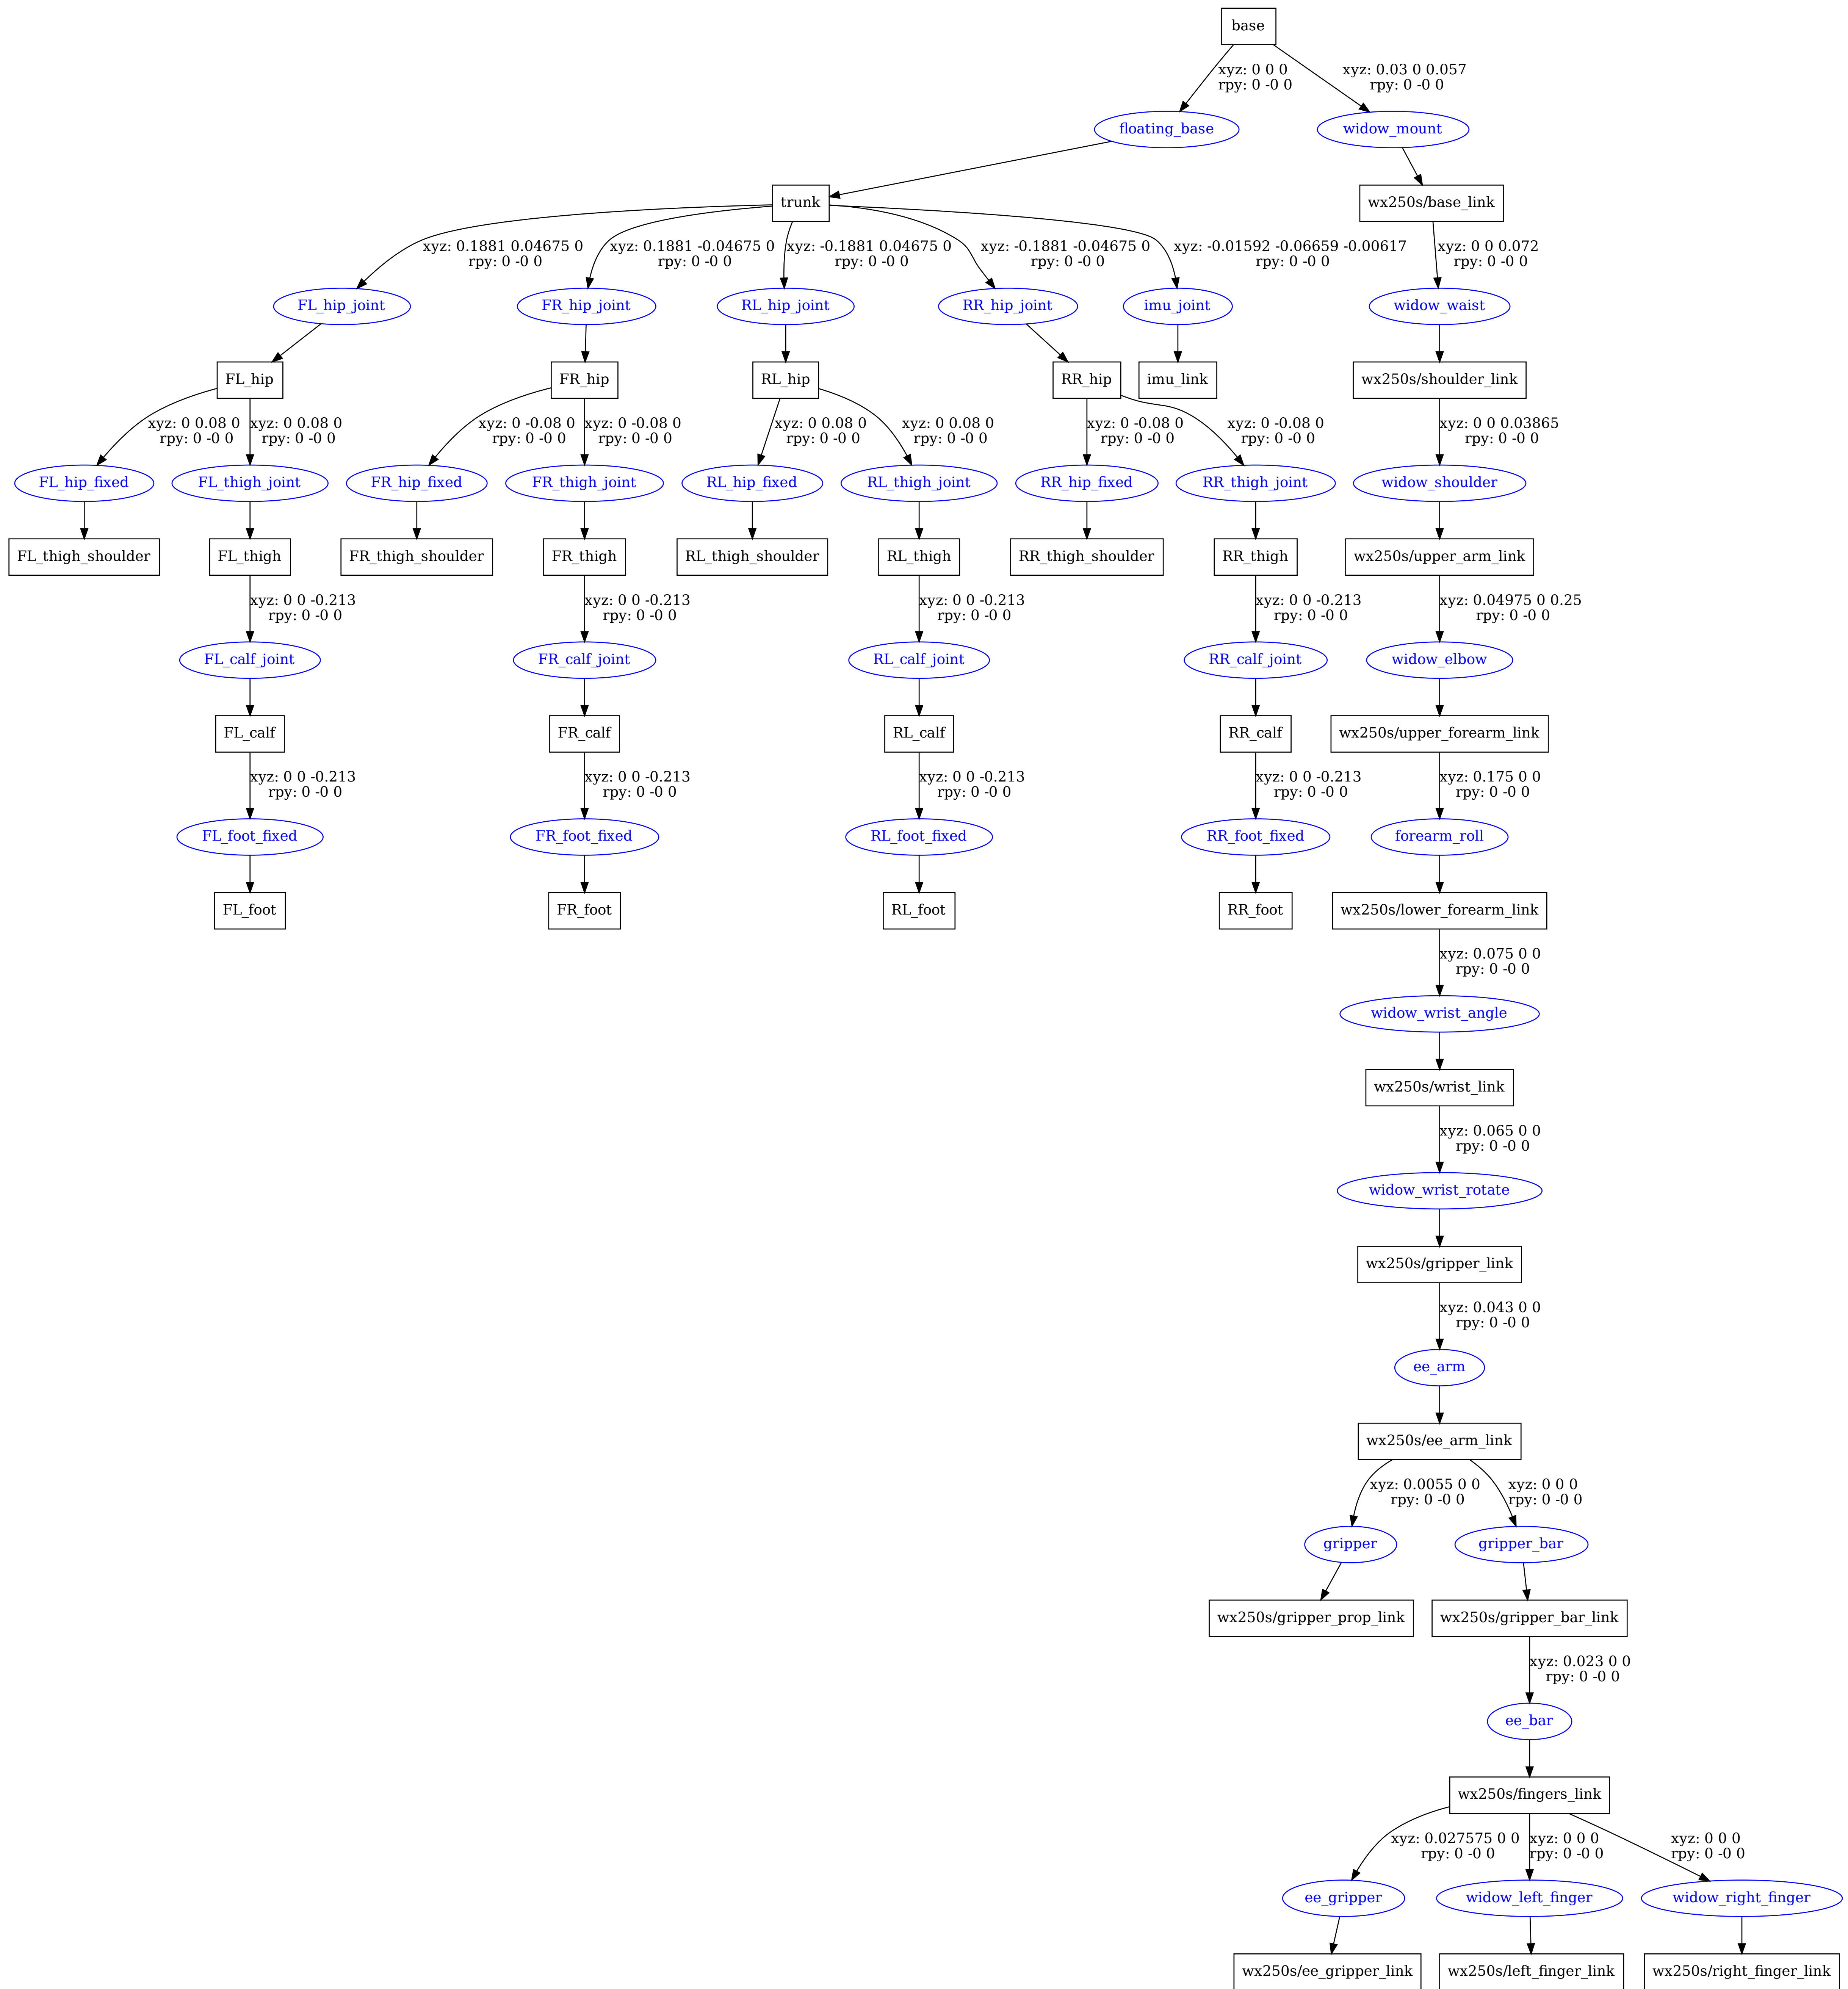 base
xyz: 0 0 0
rpy: 0 -0 0
xyz: 0.03 0 0.057
rpy: 0 -0 0
floating_base
widow_mount
trunk
wx250s/base_link
xyz: 0.1881 0.04675 0
rpy: 0 -0 0
xyz: 0.1881 -0.04675 0
rpy: 0 -0 0
xyz: -0.1881 0.04675 0
rpy: 0 -0 0
xyz: -0.1881 -0.04675 0
rpy: 0 -0 0
xyz: -0.01592 -0.06659 -0.00617
rpy: 0 -0 0
xyz: 0 0 0.072
rpy: 0 -0 0
FL_hip_joint
FR_hip_joint
RL_hip_joint
RR_hip_joint
imu_joint
widow_waist
FL_hip
FR_hip
RL_hip
RR_hip
imu_link
wx250s/shoulder_link
xyz: 0 0.08 0
rpy: 0 -0 0
xyz: 0 0.08 0
rpy: 0 -0 0
xyz: 0 -0.08 0
rpy: 0 -0 0
xyz: 0 -0.08 0
rpy: 0 -0 0
xyz: 0 0.08 0
rpy: 0 -0 0
xyz: 0 0.08 0
rpy: 0 -0 0
xyz: 0 -0.08 0
rpy: 0 -0 0
xyz: 0 -0.08 0
rpy: 0 -0 0
xyz: 0 0 0.03865
rpy: 0 -0 0
FL_hip_fixed
FL_thigh_joint
FR_hip_fixed
FR_thigh_joint
RL_hip_fixed
RL_thigh_joint
RR_hip_fixed
RR_thigh_joint
widow_shoulder
FL_thigh_shoulder
FL_thigh
FR_thigh_shoulder
FR_thigh
RL_thigh_shoulder
RL_thigh
RR_thigh_shoulder
RR_thigh
wx250s/upper_arm_link
xyz: 0 0 -0.213
rpy: 0 -0 0
xyz: 0 0 -0.213
rpy: 0 -0 0
xyz: 0 0 -0.213
rpy: 0 -0 0
xyz: 0 0 -0.213
rpy: 0 -0 0
xyz: 0.04975 0 0.25
rpy: 0 -0 0
FL_calf_joint
FR_calf_joint
RL_calf_joint
RR_calf_joint
widow_elbow
FL_calf
FR_calf
RL_calf
RR_calf
wx250s/upper_forearm_link
xyz: 0 0 -0.213
rpy: 0 -0 0
xyz: 0 0 -0.213
rpy: 0 -0 0
xyz: 0 0 -0.213
rpy: 0 -0 0
xyz: 0 0 -0.213
rpy: 0 -0 0
xyz: 0.175 0 0
rpy: 0 -0 0
FL_foot_fixed
FR_foot_fixed
RL_foot_fixed
RR_foot_fixed
forearm_roll
FL_foot
FR_foot
RL_foot
RR_foot
wx250s/lower_forearm_link
xyz: 0.075 0 0
rpy: 0 -0 0
widow_wrist_angle
wx250s/wrist_link
xyz: 0.065 0 0
rpy: 0 -0 0
widow_wrist_rotate
wx250s/gripper_link
xyz: 0.043 0 0
rpy: 0 -0 0
ee_arm
wx250s/ee_arm_link
xyz: 0.0055 0 0
rpy: 0 -0 0
xyz: 0 0 0
rpy: 0 -0 0
gripper
gripper_bar
wx250s/gripper_prop_link
wx250s/gripper_bar_link
xyz: 0.023 0 0
rpy: 0 -0 0
ee_bar
wx250s/fingers_link
xyz: 0.027575 0 0
rpy: 0 -0 0
xyz: 0 0 0
rpy: 0 -0 0
xyz: 0 0 0
rpy: 0 -0 0
ee_gripper
widow_left_finger
widow_right_finger
wx250s/ee_gripper_link
wx250s/left_finger_link
wx250s/right_finger_link